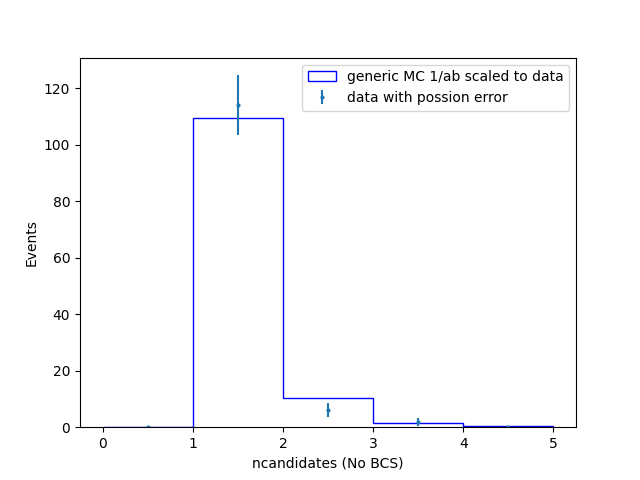 generic MC 1/ab scaled to data
data with possion error
120
100
80
60
40
20
0
Events
0 1 2 3 4 5
ncandidates (No BCS)